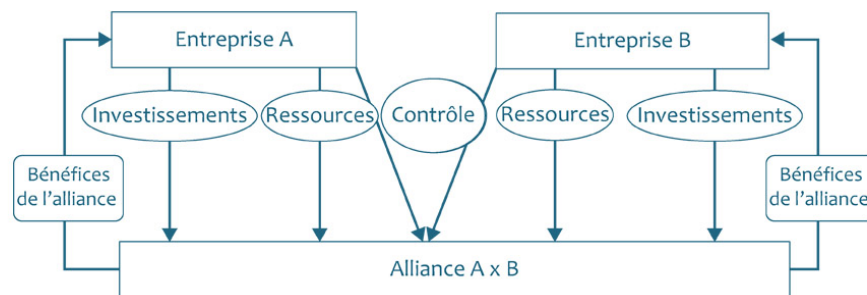 Entreprise A
Entreprise B
Investissements
Ressources
Contrôle
Ressources
Investissements
Bénéfices
de l'alliance
Bénéfices
de l'alliance
Alliance A x B